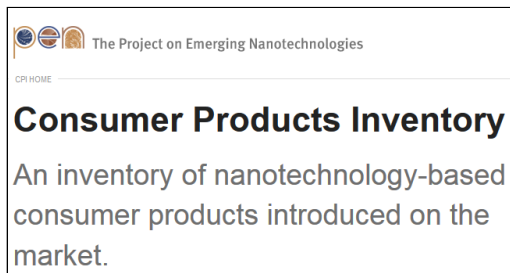 pen The Project on Emerging Nanotechnologies
CPI HOME
Consumer Products Inventory
An inventory of nanotechnology-based
consumer products introduced on the
market.